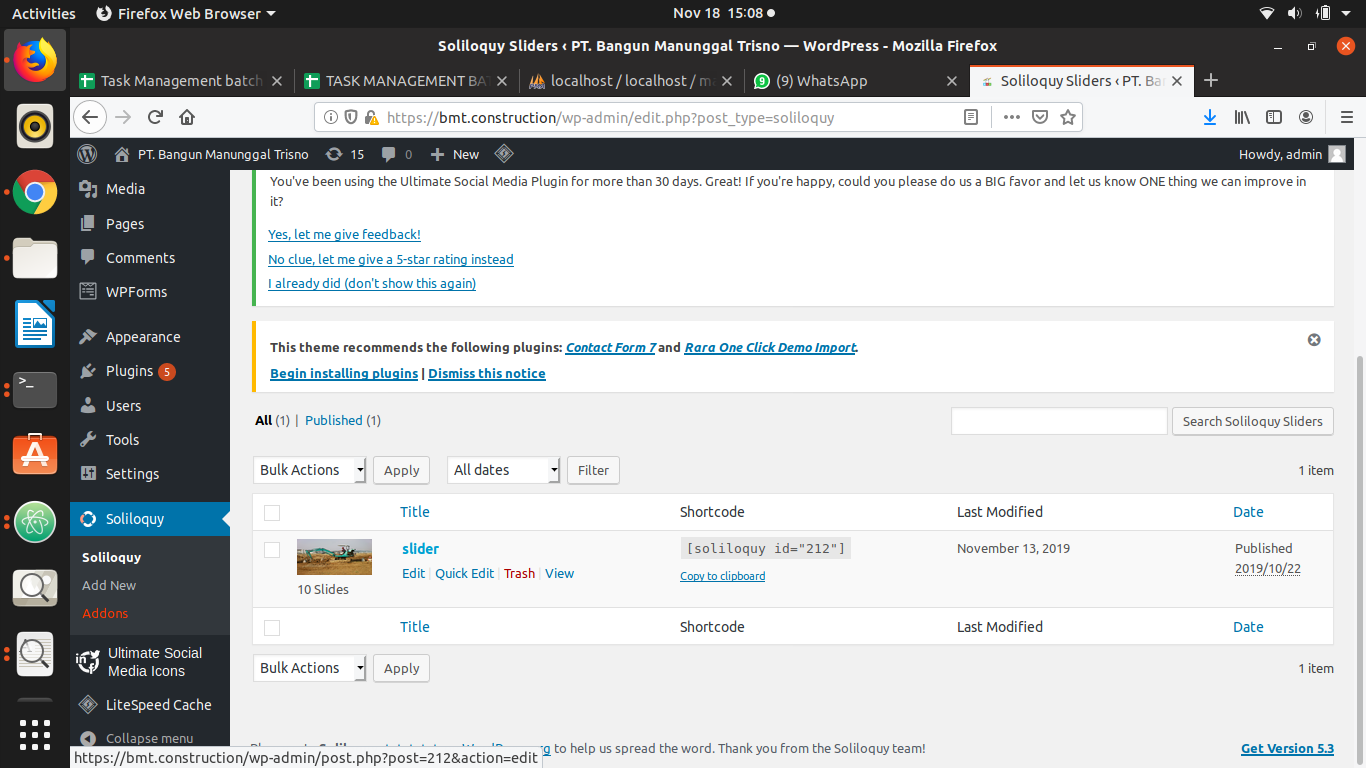 Activities
Firefox Web Browser
Nov 18 15:08
Soliloquy Sliders ‹ PT. Bangun Manunggal Trisno — WordPress - Mozilla Firefox
Task Management batch
TASK MANAGEMENT BAT
localhost / localhost / m
9
(9) WhatsApp
Soliloquy Sliders ‹ PT. Ba
https://bmt.construction/wp-admin/edit.php?post_type=soliloquy
PT. Bangun Manunggal Trisno
15
0
New
Howdy, admin
Media
Pages
Comments
WPForms
Appearance
Plugins 5
Users
Tools
Settings
Soliloquy
Soliloquy
Add New
Addons
Ultimate Social
Media Icons
LiteSpeed Cache
Collapse menu
You've been using the Ultimate Social Media Plugin for more than 30 days. Great! If you're happy, could you please do us a BIG favor and let us know ONE thing we can improve in
it?
Yes, let me give feedback!
No clue, let me give a 5-star rating instead
I already did (don't show this again)
This theme recommends the following plugins: Contact Form 7 and Rara One Click Demo Import.
Begin installing plugins | Dismiss this notice
All (1) | Published (1)
Search Soliloquy Sliders
Bulk Actions
Apply
All dates
Filter
1 item
Title
Shortcode
Last Modified
Date
slider
[soliloquy id="212"]
November 13, 2019
Published
Edit | Quick Edit | Trash | View
Copy to clipboard
2019/10/22
10 Slides
Title
Shortcode
Last Modified
Date
Bulk Actions
Apply
1 item
to help us spread the word. Thank you from the Soliloquy team!
Get Version 5.3
https://bmt.construction/wp-admin/post.php?post=212&action=edit